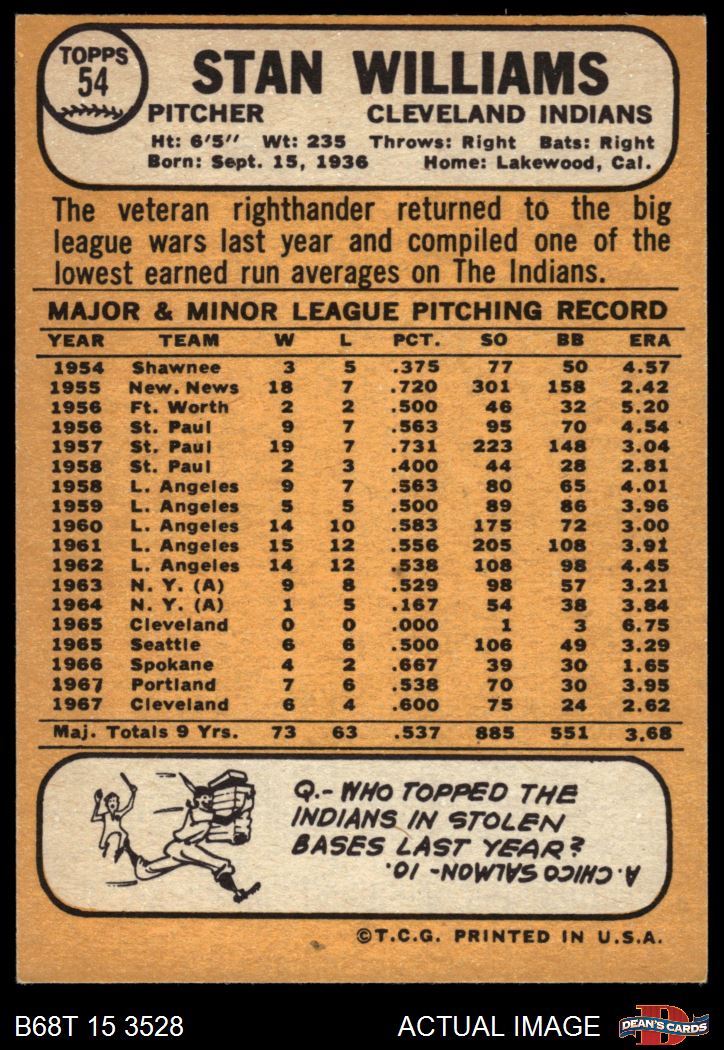 TOPPS
54
STAN WILLIAMS
PITCHER CLEVELAND INDIANS
Ht: 6'5" Wt: 235 Throws: Right Bats: Right
Born: Sept. 15, 1936 Home: Lakewood, Cal.
The veteran righthander returned to the big
league wars last year and compiled one of the
lowest earned run averages on The Indians.
MAJOR & MINOR LEAGUE PITCHING RECORD
YEAR TEAM W L PCT. SO BB ERA
1954 Shawnee 3 5 .375 77 50 4.57
1955 New. News 18 7 .720 301 158 2.42
1956 Ft. Worth 2 2 .500 46 32 5.20
1956 St. Paul 9 7 .563 95 70 4.54
1957 St. Paul 19 7 .731 223 148 3.04
1958 St. Paul 2 3 .400 44 28 2.81
1958 L. Angeles 9 7 .563 80 65 4.01
1959 L. Angeles 5 5 .500 89 86 3.96
1960 L. Angeles 14 10 .583 175 72 3.00
1961 L. Angeles 15 12 .556 205 108 3.91
1962 L. Angeles 14 12 .538 108 98 4.45
1963 N. Y. (A) 9 8 .529 98 57 3.21
1964 N. Y. (A) 1 5 .167 54 38 3.84
1965 Cleveland 0 0 .000 1 3 6.75
1965 Seattle 6 6 .500 106 49 3.29
1966 Spokane 4 2 .667 39 30 1.65
1967 Portland 7 6 .538 70 30 3.95
1967 Cleveland 6 4 .600 75 24 2.62
Maj. Totals 9 Yrs. 73 63 .537 885 551 3.68
Q.- WHO TOPPED THE
INDIANS IN STOLEN
BASES LAST YEAR?
A. CHICO SALMON- 10.
©T.C.G. PRINTED IN U.S.A.
B68T 15 3528 ACTUAL IMAGE
D
DEAN'S CARDS